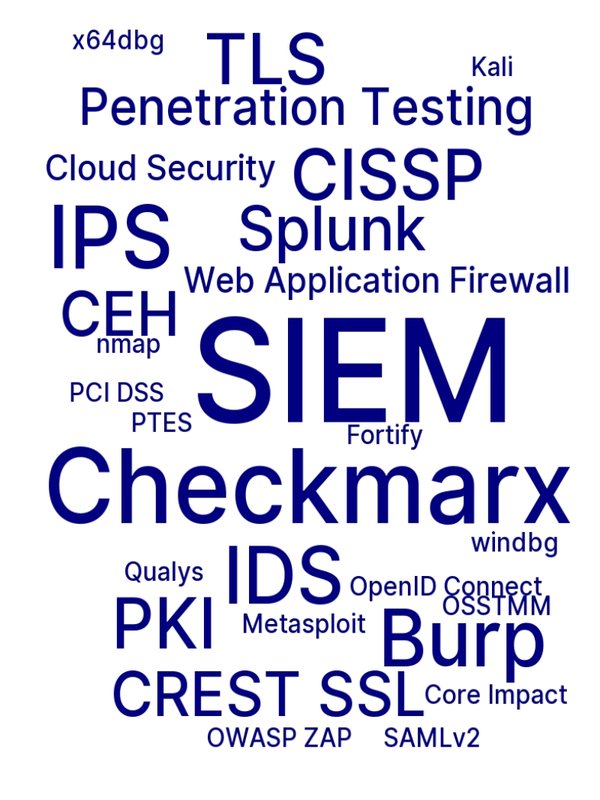 x64dbg
TLS
Kali
Penetration Testing
Cloud Security
CISSP
IPS
Splunk
Web Application Firewall
CEH
nmap
SIEM
PCI DSS
PTES
Fortify
Checkmarx
windbg
Qualys
IDS
OpenID Connect
OSSTMM
PKI
Metasploit
Burp
CREST
SSL
Core Impact
OWASP ZAP
SAMLv2